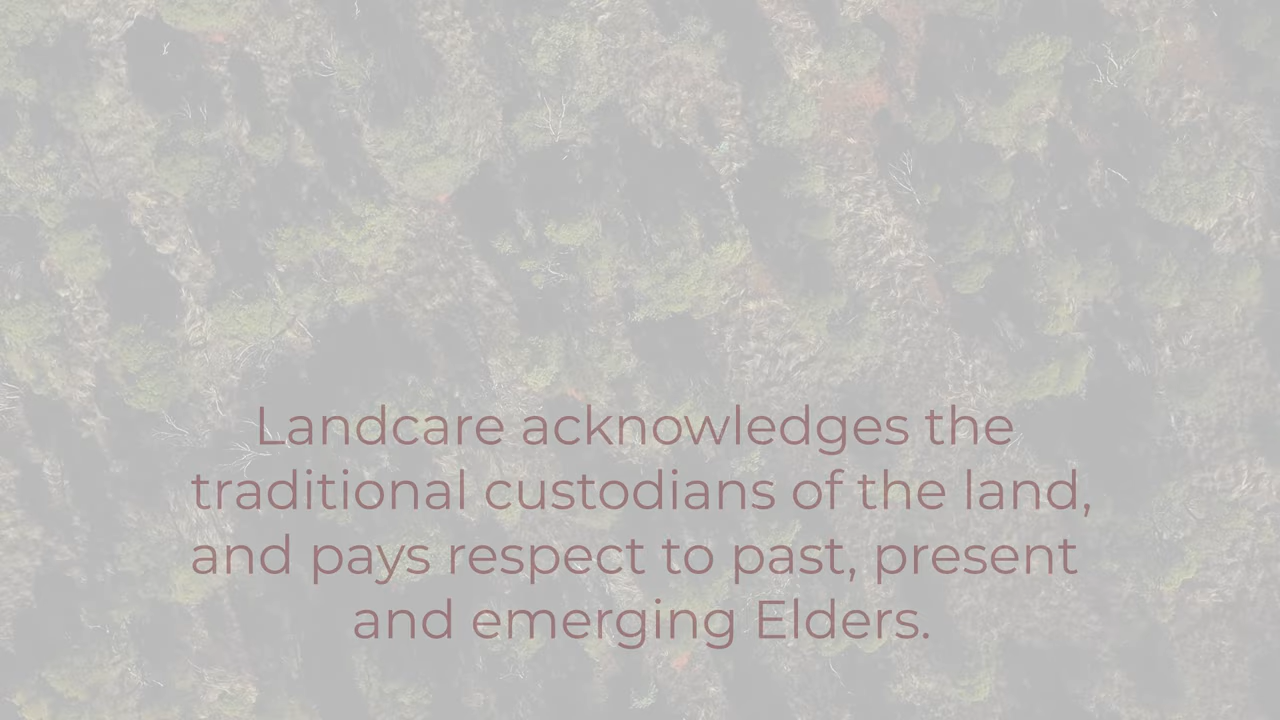 Landcare acknowledges the
traditional custodians of the land,
and pays respect to past, present
and emerging Elders.